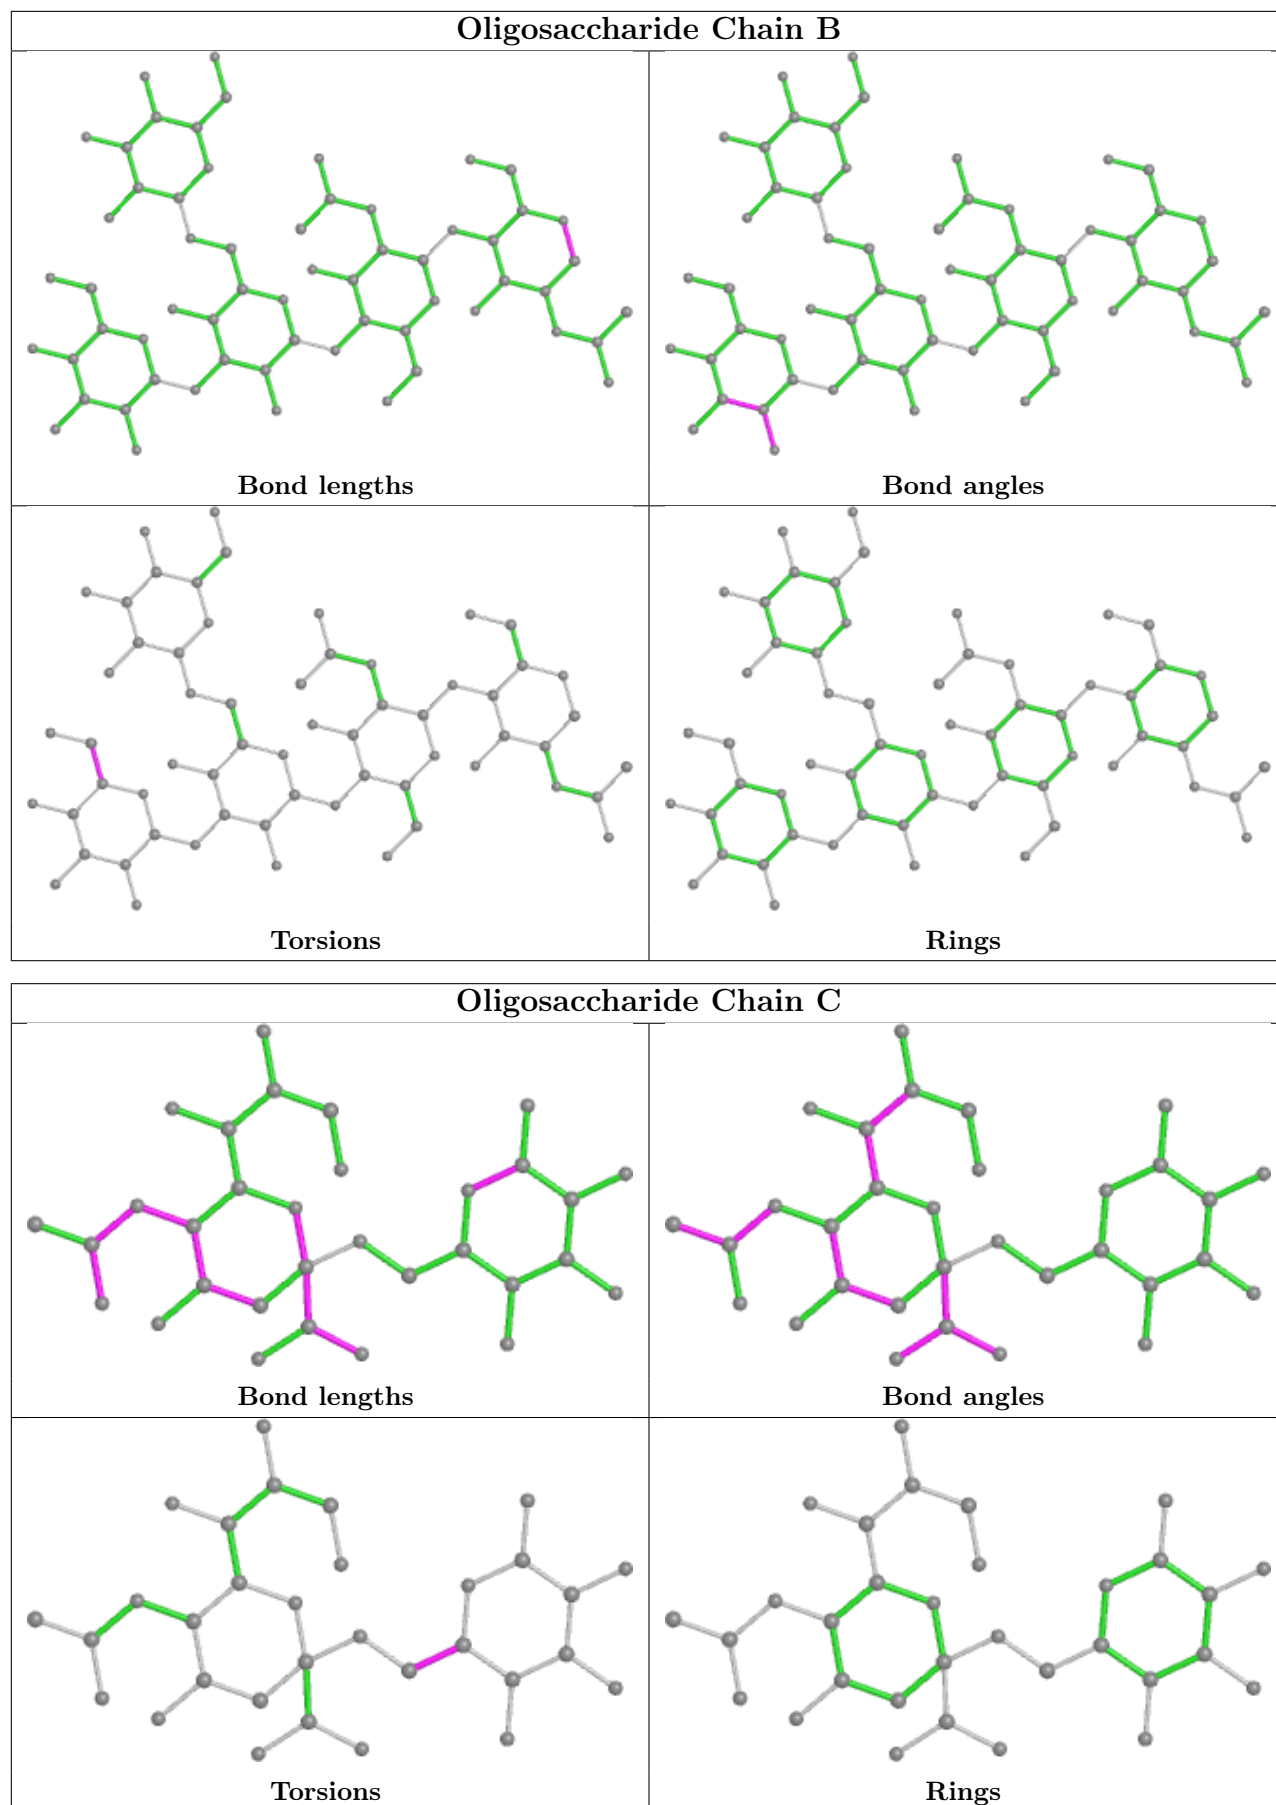 Oligosaccharide Chain B
Bond lengths
Bond angles
Torsions
Rings
Oligosaccharide Chain C
Bond lengths
Bond angles
Torsions
Rings